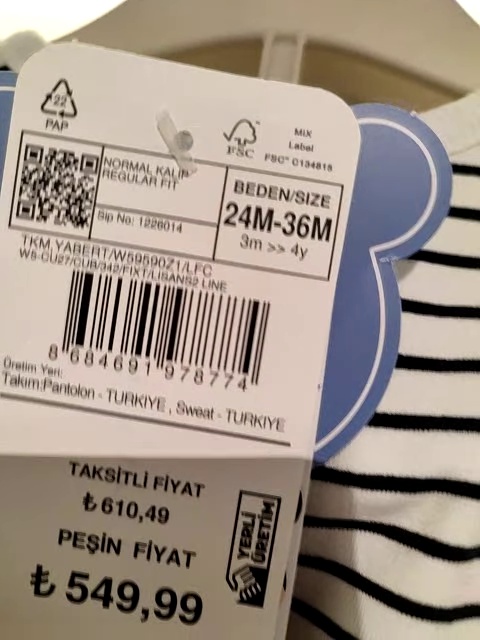 22
PAP
FSC
MIX
Label
FSC™ C134815
NORMAL KALIP
REGULAR FIT
Sip No: 1226014
BEDEN/SIZE
24M-36M
3m >> 4y
TKM.YABERT/W59590Z1/LFC
W5-CU27/CUB/342/FIXT/LISANS2 LINE
8 684691 978774
Üretim Yeri:
Takım:Pantolon - TURKIYE , Sweat - TURKIYE
TAKSİTLİ FİYAT
₺ 610,49
PEŞİN FİYAT
₺ 549,99
YERLİ
ÜRETİM